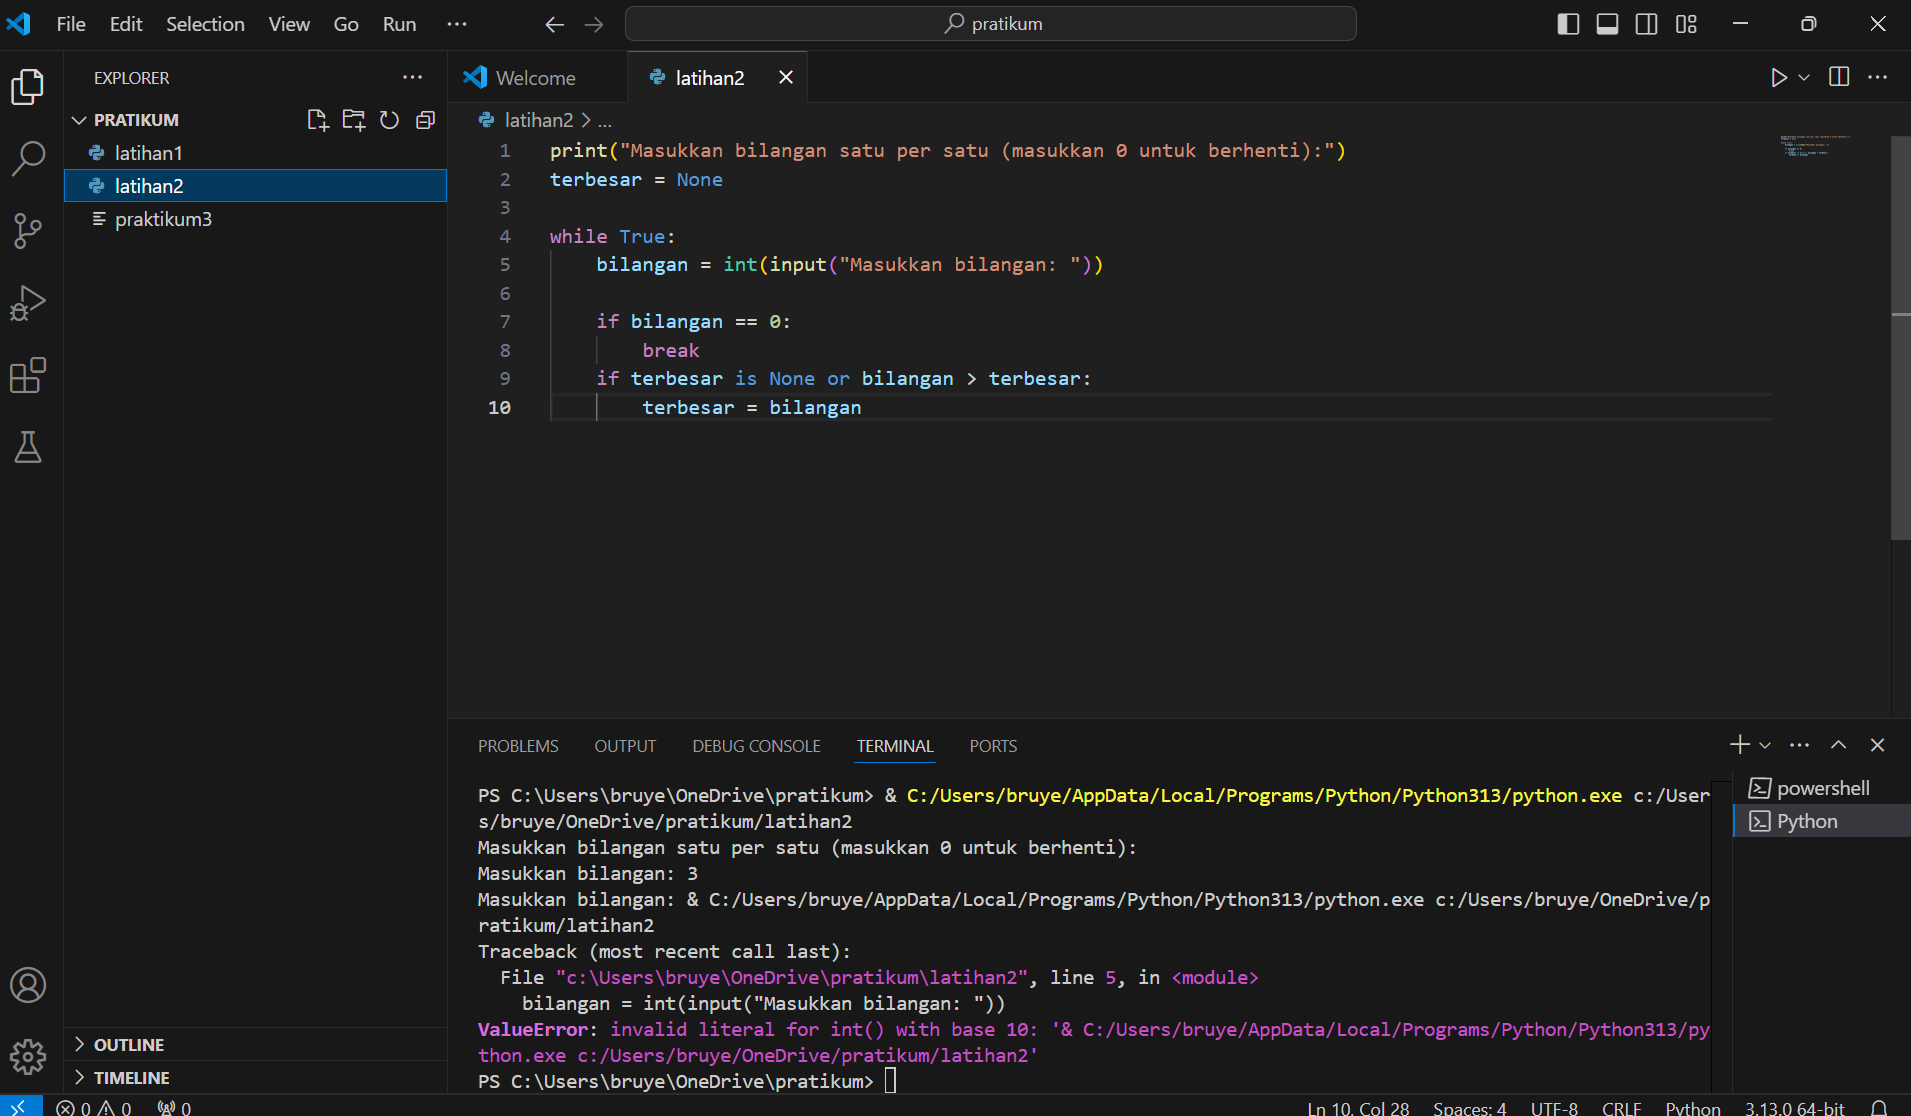 File Edit Selection View Go Run ...
pratikum
EXPLORER ...
PRATIKUM
latihan1
latihan2
praktikum3
OUTLINE
TIMELINE
Welcome
latihan2
latihan2 > ...
1 print("Masukkan bilangan satu per satu (masukkan 0 untuk berhenti):")
2 terbesar = None
3
4 while True:
5 bilangan = int(input("Masukkan bilangan: "))
6
7 if bilangan == 0:
8 break
9 if terbesar is None or bilangan > terbesar:
10 terbesar = bilangan
PROBLEMS OUTPUT DEBUG CONSOLE TERMINAL PORTS
PS C:\Users\bruye\OneDrive\pratikum> & C:/Users/bruye/AppData/Local/Programs/Python/Python313/python.exe c:/User
s/bruye/OneDrive/pratikum/latihan2
Masukkan bilangan satu per satu (masukkan 0 untuk berhenti):
Masukkan bilangan: 3
Masukkan bilangan: & C:/Users/bruye/AppData/Local/Programs/Python/Python313/python.exe c:/Users/bruye/OneDrive/p
ratikum/latihan2
Traceback (most recent call last):
File "c:\Users\bruye\OneDrive\pratikum\latihan2", line 5, in <module>
bilangan = int(input("Masukkan bilangan: "))
ValueError: invalid literal for int() with base 10: '& C:/Users/bruye/AppData/Local/Programs/Python/Python313/py
thon.exe c:/Users/bruye/OneDrive/pratikum/latihan2'
PS C:\Users\bruye\OneDrive\pratikum>
powershell
Python
0 0 0
Ln 10, Col 28 Spaces: 4 UTF-8 CRLF Python 3.13.0 64-bit